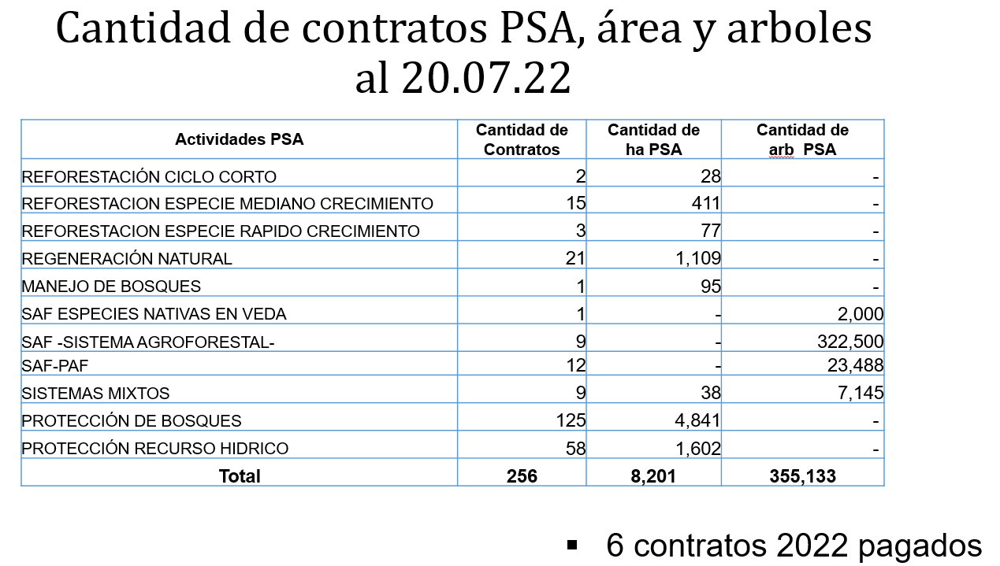 Cantidad de contratos PSA, área y arboles
al 20.07.22
Actividades PSA Cantidad de Contratos Cantidad de ha PSA Cantidad de arb PSA
REFORESTACIÓN CICLO CORTO 2 28 -
REFORESTACION ESPECIE MEDIANO CRECIMIENTO 15 411 -
REFORESTACION ESPECIE RAPIDO CRECIMIENTO 3 77 -
REGENERACIÓN NATURAL 21 1,109 -
MANEJO DE BOSQUES 1 95 -
SAF ESPECIES NATIVAS EN VEDA 1 - 2,000
SAF -SISTEMA AGROFORESTAL- 9 - 322,500
SAF-PAF 12 - 23,488
SISTEMAS MIXTOS 9 38 7,145
PROTECCIÓN DE BOSQUES 125 4,841 -
PROTECCIÓN RECURSO HIDRICO 58 1,602 -
Total 256 8,201 355,133
▪ 6 contratos 2022 pagados